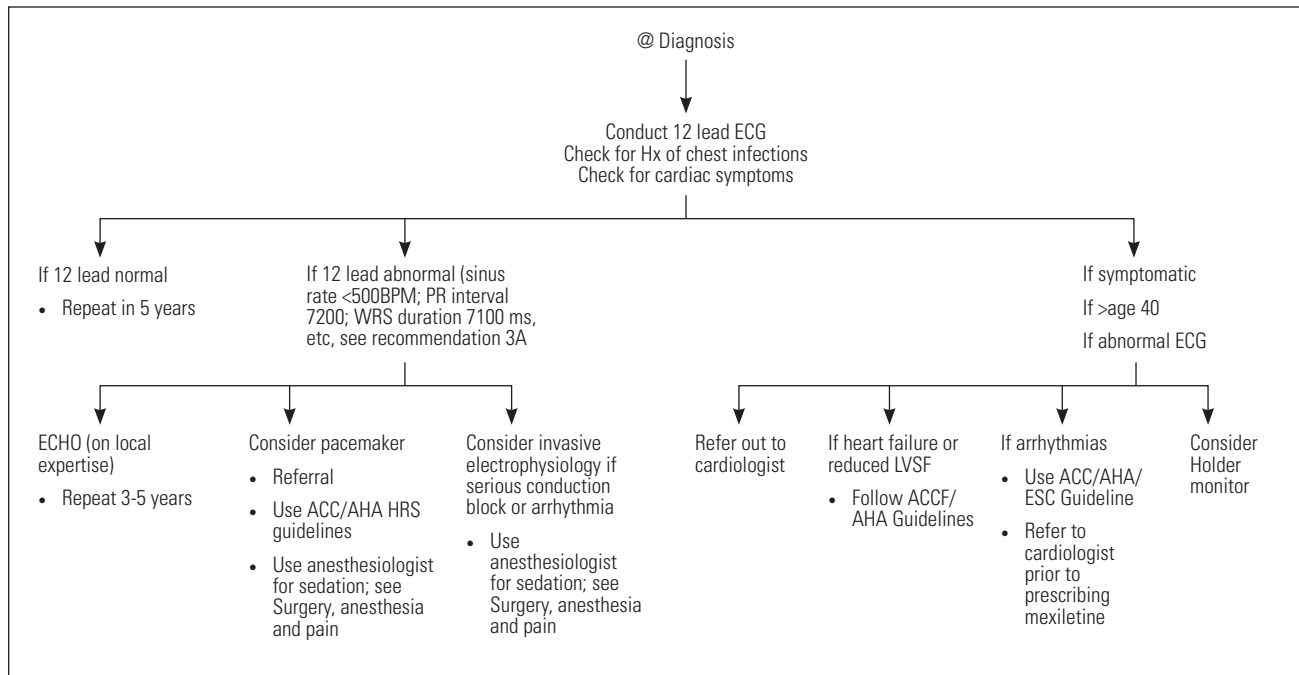 @ Diagnosis
Conduct 12 lead ECG
Check for Hx of chest infections
Check for cardiac symptoms
If 12 lead normal
• Repeat in 5 years
If 12 lead abnormal (sinus
rate <500BPM; PR interval
7200; WRS duration 7100 ms,
etc, see recommendation 3A
If symptomatic
If >age 40
If abnormal ECG
ECHO (on local
expertise)
• Repeat 3-5 years
Consider pacemaker
• Referral
• Use ACC/AHA HRS
guidelines
• Use anesthesiologist
for sedation; see
Surgery, anesthesia
and pain
Consider invasive
electrophysiology if
serious conduction
block or arrhythmia
• Use
anesthesiologist
for sedation; see
Surgery, anesthesia
and pain
Refer out to
cardiologist
If heart failure or
reduced LVSF
• Follow ACCF/
AHA Guidelines
If arrhythmias
• Use ACC/AHA/
ESC Guideline
• Refer to
cardiologist
prior to
prescribing
mexiletine
Consider
Holder
monitor